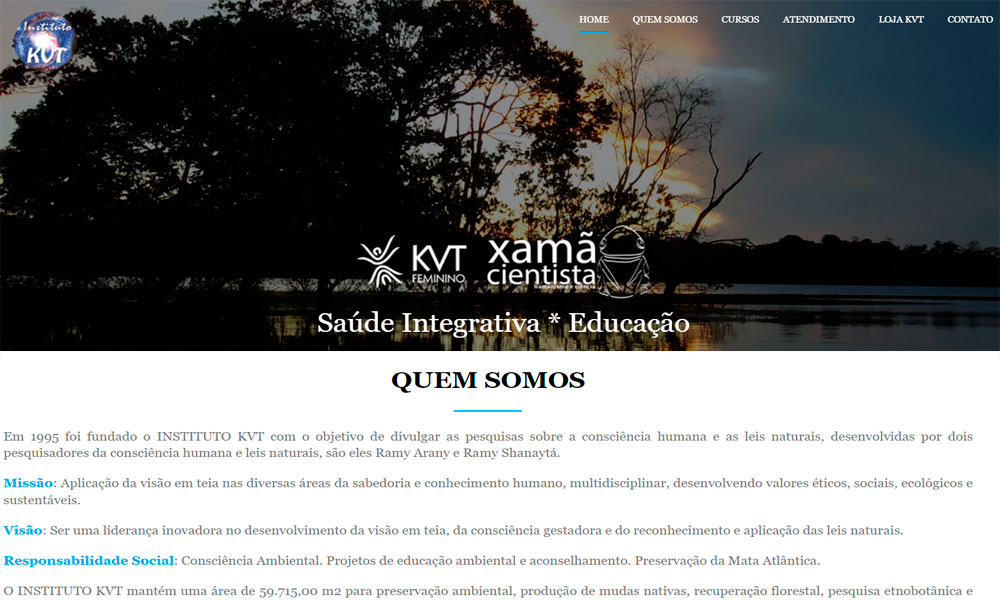 Instituto
KVT
HOME QUEM SOMOS CURSOS ATENDIMENTO LOJA KVT CONTATO
KVT
FEMININO
xamã
cientista
Saúde Integrativa * Educação
QUEM SOMOS
Em 1995 foi fundado o INSTITUTO KVT com o objetivo de divulgar as pesquisas sobre a consciência humana e as leis naturais, desenvolvidas por dois
pesquisadores da consciência humana e leis naturais, são eles Ramy Arany e Ramy Shanaytá.
Missão: Aplicação da visão em teia nas diversas áreas da sabedoria e conhecimento humano, multidisciplinar, desenvolvendo valores éticos, sociais, ecológicos e
sustentáveis.
Visão: Ser uma liderança inovadora no desenvolvimento da visão em teia, da consciência gestadora e do reconhecimento e aplicação das leis naturais.
Responsabilidade Social: Consciência Ambiental. Projetos de educação ambiental e aconselhamento. Preservação da Mata Atlântica.
O INSTITUTO KVT mantém uma área de 59.715,00 m2 para preservação ambiental, produção de mudas nativas, recuperação florestal, pesquisa etnobotânica e